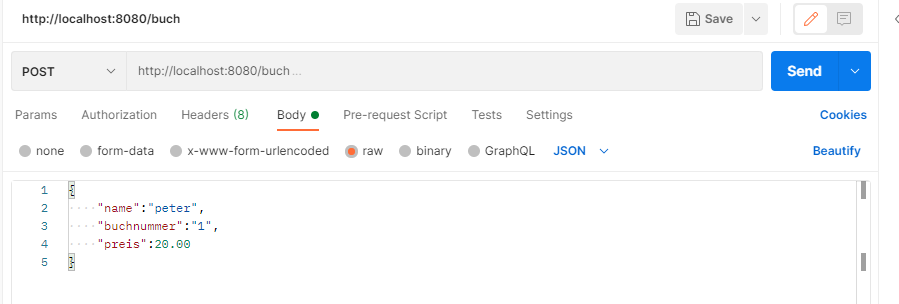 http://localhost:8080/buch
Save
POST
http://localhost:8080/buch ...
Send
Params Authorization Headers (8) Body Pre-request Script Tests Settings Cookies
none form-data x-www-form-urlencoded raw binary GraphQL JSON Beautify
1 {
2 "name":"peter",
3 "buchnummer":"1",
4 "preis":20.00
5 }